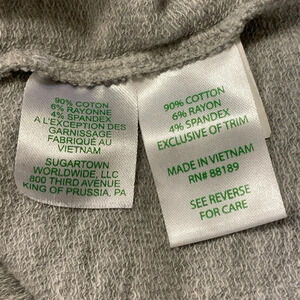 90% COTTON
6% RAYONNE
4% SPANDEX
A L'EXCEPTION DES
GARNISSAGE
FABRIQUÉ AU
VIETNAM
SUGARTOWN
WORLDWIDE, LLC
800 THIRD AVENUE
KING OF PRUSSIA, PA
90% COTTON
6% RAYON
4% SPANDEX
EXCLUSIVE OF TRIM
MADE IN VIETNAM
RN# 88189
SEE REVERSE
FOR CARE